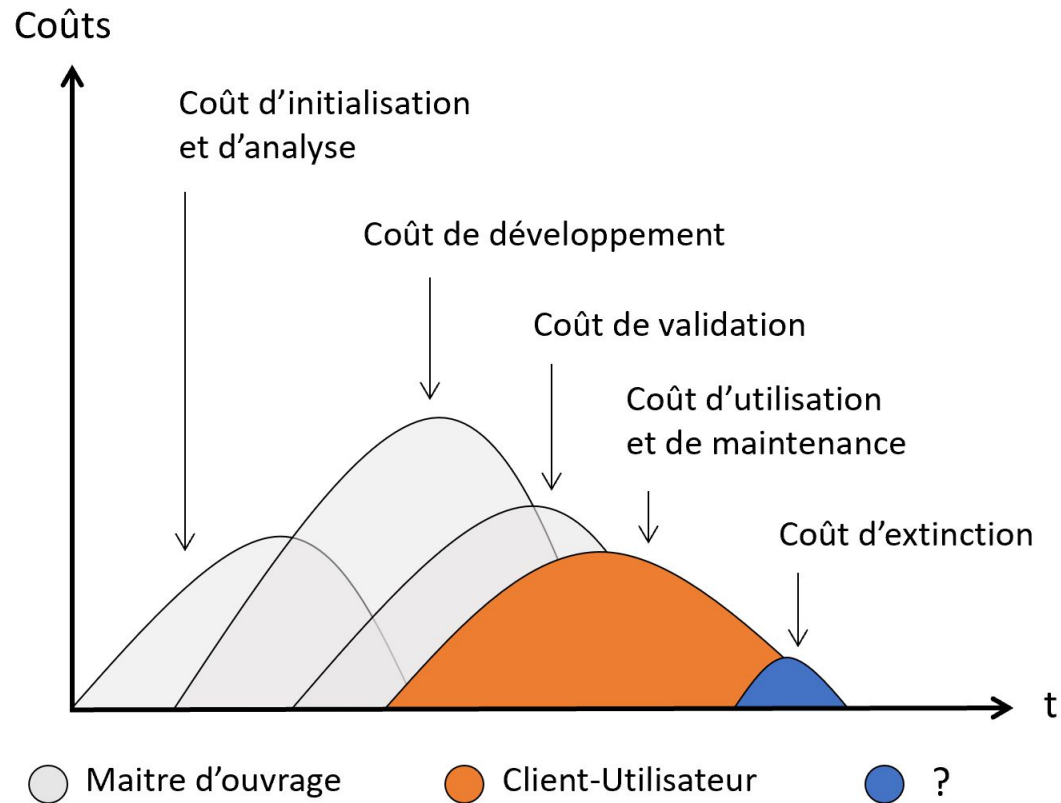 Coûts
Coût d’initialisation
et d’analyse
Coût de développement
Coût de validation
Coût d’utilisation
et de maintenance
Coût d’extinction
t
Maitre d’ouvrage
Client-Utilisateur
?